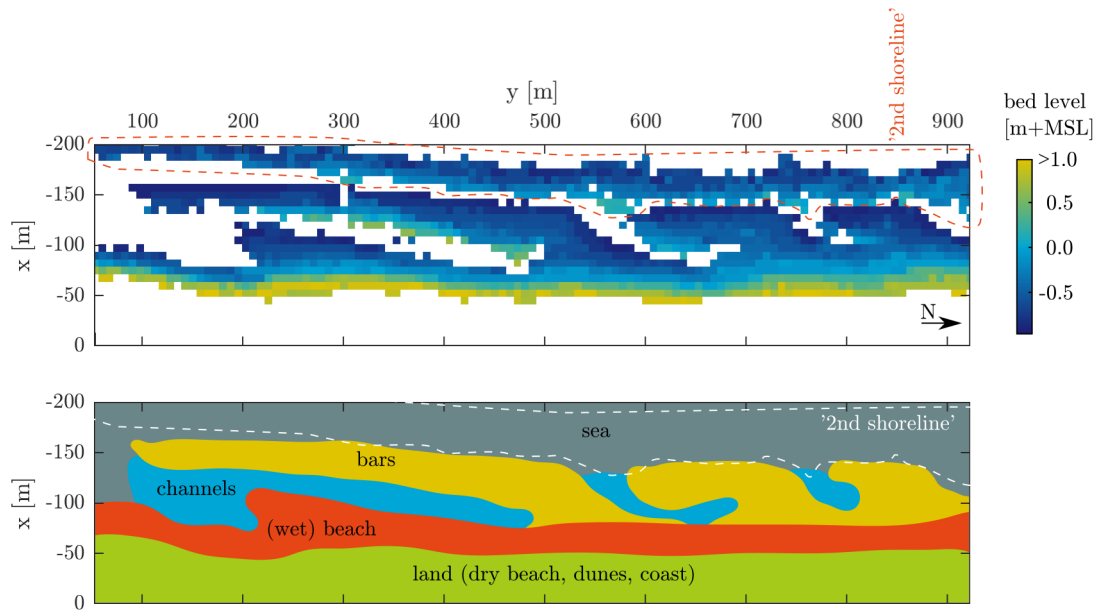 '2nd shoreline'
y [m]
100 200 300 400 500 600 700 800 900
bed level
[m+MSL]
x [m]
-200
-150
-100
-50
0
N
>1.0
0.0
-0.5
x [m]
-200
-150
-100
-50
0
sea
'2nd shoreline'
bars
channels
(wet) beach
land (dry beach, dunes, coast)